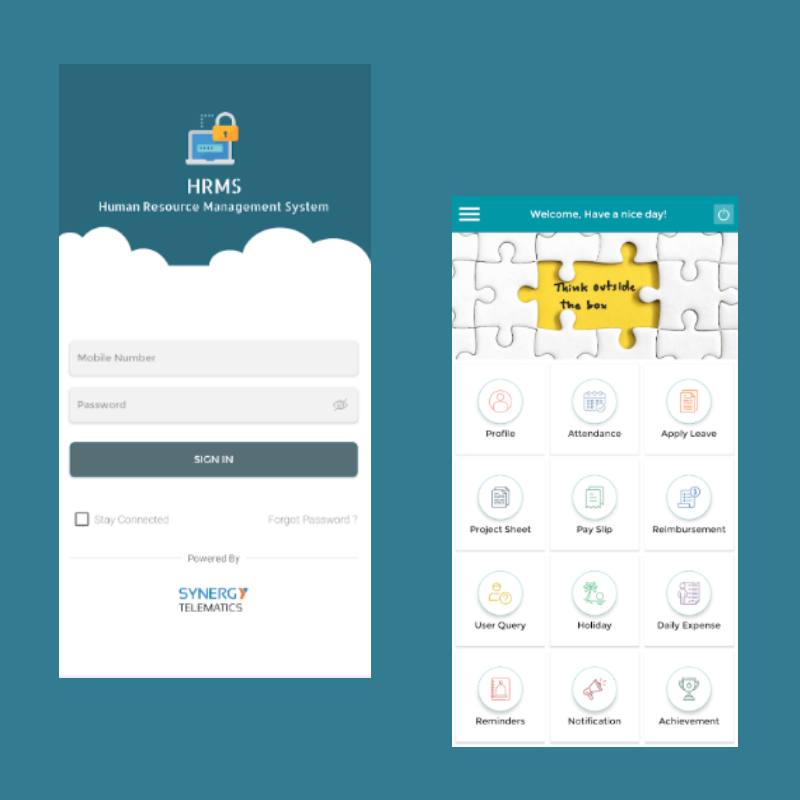 HRMS
Human Resource Management System
Mobile Number
Password
SIGN IN
Stay Connected
Forgot Password ?
Powered By
SYNERGY
TELEMATICS
Welcome, Have a nice day!
Think outside
the box
Profile
Attendance
Apply Leave
Project Sheet
Pay Slip
Reimbursement
User Query
Holiday
Daily Expense
Reminders
Notification
Achievement